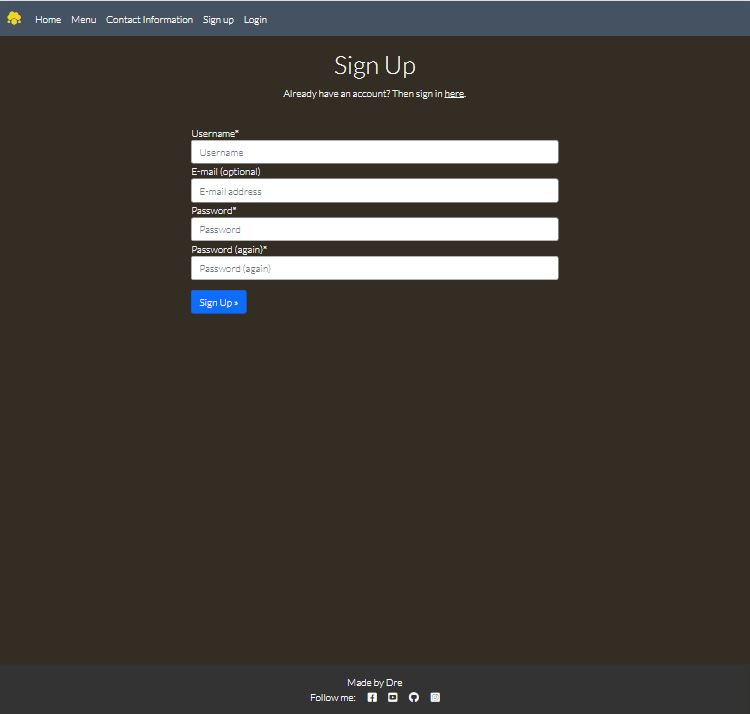 Home Menu Contact Information Sign up Login
Sign Up
Already have an account? Then sign in here.
Username*
Username
E-mail (optional)
E-mail address
Password*
Password
Password (again)*
Password (again)
Sign Up »
Made by Dre
Follow me: